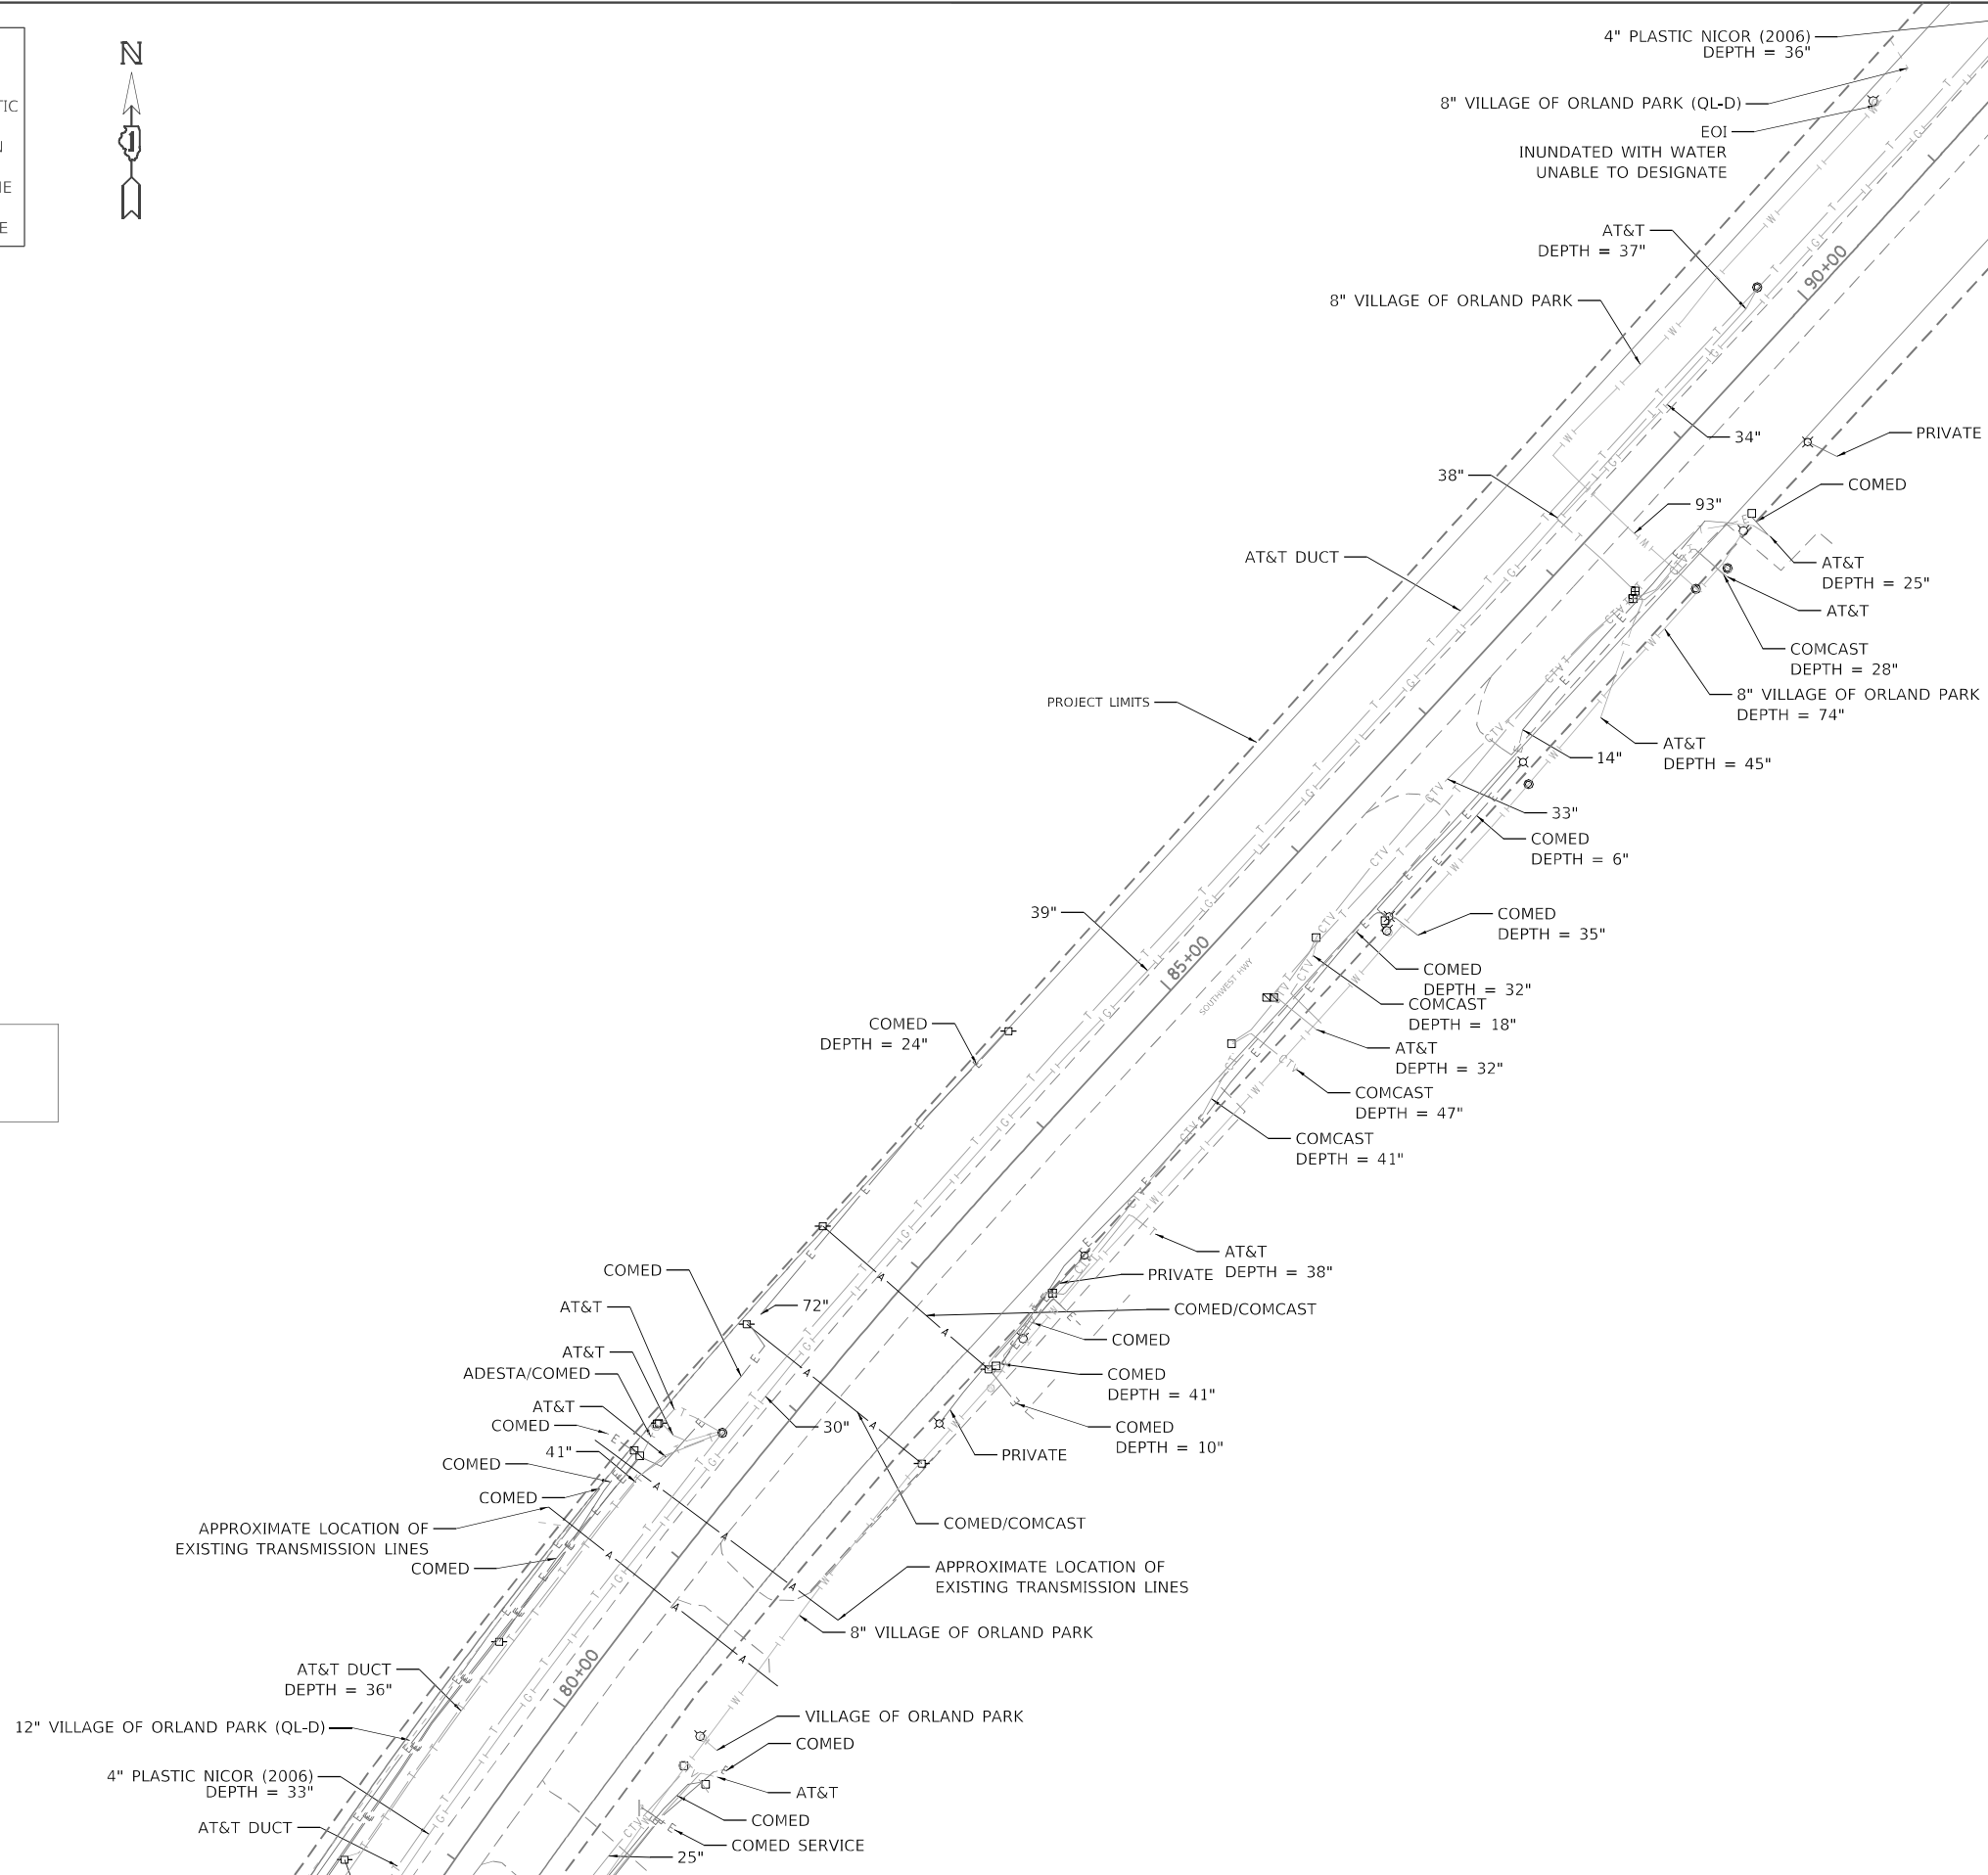 TIC
N
IE
E
N
1
4" PLASTIC NICOR (2006)
DEPTH = 36"
8" VILLAGE OF ORLAND PARK (QL-D)
EOI
INUNDATED WITH WATER
UNABLE TO DESIGNATE
AT&T
DEPTH = 37"
90+00
8" VILLAGE OF ORLAND PARK
34"
PRIVATE
38"
93"
COMED
AT&T DUCT
AT&T
DEPTH = 25"
AT&T
COMCAST
DEPTH = 28"
8" VILLAGE OF ORLAND PARK
DEPTH = 74"
PROJECT LIMITS
AT&T
DEPTH = 45"
14"
33"
COMED
DEPTH = 6"
39"
COMED
DEPTH = 35"
85+00
SOUTHWEST HWY
COMED
DEPTH = 32"
COMCAST
DEPTH = 18"
COMED
DEPTH = 24"
AT&T
DEPTH = 32"
COMCAST
DEPTH = 47"
COMCAST
DEPTH = 41"
AT&T
DEPTH = 38"
PRIVATE
COMED
72"
COMED/COMCAST
AT&T
COMED
AT&T
ADESTA/COMED
COMED
DEPTH = 41"
AT&T
COMED
30"
COMED
DEPTH = 10"
41"
PRIVATE
COMED
COMED
COMED/COMCAST
APPROXIMATE LOCATION OF
EXISTING TRANSMISSION LINES
COMED
APPROXIMATE LOCATION OF
EXISTING TRANSMISSION LINES
8" VILLAGE OF ORLAND PARK
80+00
AT&T DUCT
DEPTH = 36"
12" VILLAGE OF ORLAND PARK (QL-D)
VILLAGE OF ORLAND PARK
COMED
4" PLASTIC NICOR (2006)
DEPTH = 33"
AT&T
COMED
AT&T DUCT
COMED SERVICE
25"